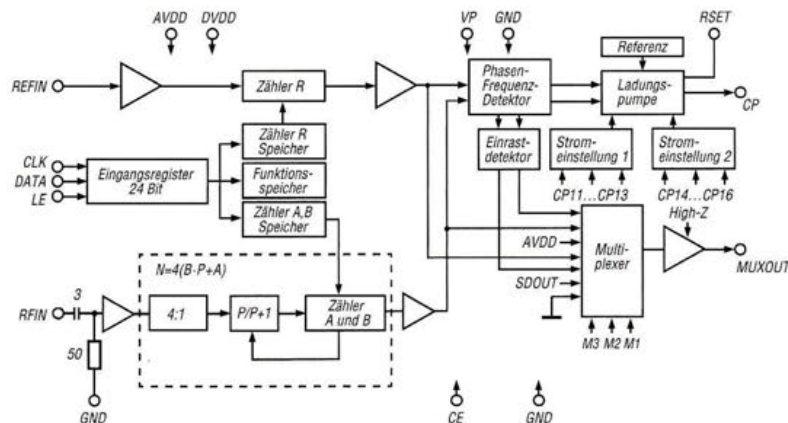 AVDD DVDD
VP GND
RSET
Referenz
REFIN
Zähler R
Phasen-
Frequenz-
Detektor
Ladungs-
pumpe
CP
Zähler R
Speicher
Einrast-
detektor
Strom-
einstellung 1
Strom-
einstellung 2
CLK
DATA
LE
Eingangsregister
24 Bit
Funktions-
speicher
Zähler A,B
Speicher
CP11...CP13
CP14...CP16
High-Z
AVDD
Multi-
plexer
MUXOUT
SDOUT
N=4(B·P+A)
RFIN
3
4:1
P/P+1
Zähler
A und B
50
M3 M2 M1
GND
CE
GND